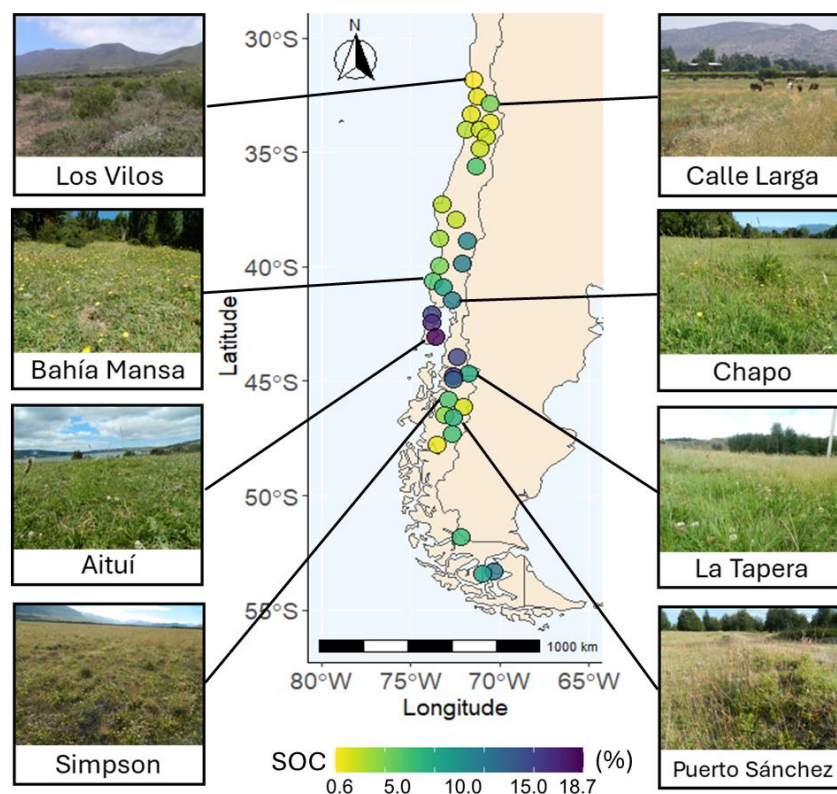 N
30°S
35°S
40°S
45°S
50°S
55°S
Latitude
80°W 75°W 70°W 65°W
Longitude
1000 km
Los Vilos
Bahía Mansa
Aituí
Simpson
Calle Larga
Chapo
La Tapera
Puerto Sánchez
SOC (%)
0.6 5.0 10.0 15.0 18.7